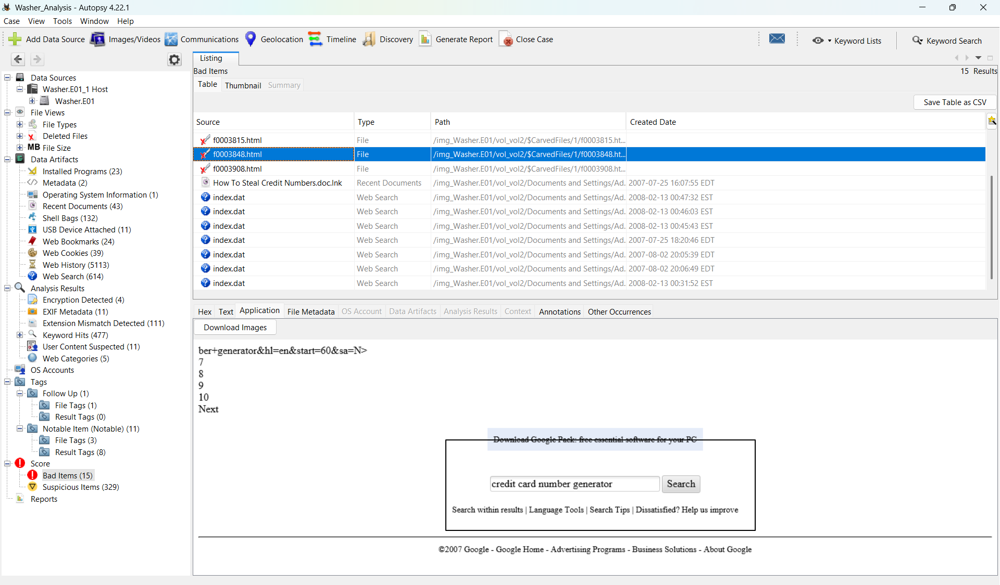 Washer_Analysis - Autopsy 4.22.1
Case View Tools Window Help
Add Data Source Images/Videos Communications Geolocation Timeline Discovery Generate Report Close Case Keyword Lists Keyword Search
Data Sources
Washer.E01_1 Host
Washer.E01
File Views
File Types
Deleted Files
MB File Size
Data Artifacts
Installed Programs (23)
Metadata (2)
Operating System Information (1)
Recent Documents (43)
Shell Bags (132)
USB Device Attached (11)
Web Bookmarks (24)
Web Cookies (39)
Web History (5113)
Web Search (614)
Analysis Results
Encryption Detected (4)
EXIF Metadata (11)
Extension Mismatch Detected (111)
Keyword Hits (477)
User Content Suspected (11)
Web Categories (5)
OS Accounts
Tags
Follow Up (1)
File Tags (1)
Result Tags (0)
Notable Item (Notable) (11)
File Tags (3)
Result Tags (8)
Score
Bad Items (15)
Suspicious Items (329)
Reports
Listing
Bad Items
15 Results
Table Thumbnail Summary
Save Table as CSV
Source Type Path Created Date
f0003815.html File /img_Washer.E01/vol_vol2/$CarvedFiles/1/f0003815.ht...
f0003848.html File /img_Washer.E01/vol_vol2/$CarvedFiles/1/f0003848.ht...
f0003908.html File /img_Washer.E01/vol_vol2/$CarvedFiles/1/f0003908.ht...
How To Steal Credit Numbers.doc.lnk Recent Documents /img_Washer.E01/vol_vol2/Documents and Settings/Ad. 2007-07-25 16:07:55 EDT
index.dat Web Search /img_Washer.E01/vol_vol2/Documents and Settings/Ad. 2008-02-13 00:47:32 EST
index.dat Web Search /img_Washer.E01/vol_vol2/Documents and Settings/Ad. 2008-02-13 00:46:03 EST
index.dat Web Search /img_Washer.E01/vol_vol2/Documents and Settings/Ad. 2008-02-13 00:45:43 EST
index.dat Web Search /img_Washer.E01/vol_vol2/Documents and Settings/Ad. 2007-07-25 18:20:46 EDT
index.dat Web Search /img_Washer.E01/vol_vol2/Documents and Settings/Ad. 2007-08-02 20:05:39 EDT
index.dat Web Search /img_Washer.E01/vol_vol2/Documents and Settings/Ad. 2007-08-02 20:06:49 EDT
index.dat Web Search /img_Washer.E01/vol_vol2/Documents and Settings/Ad. 2008-02-13 00:31:52 EST
Hex Text Application File Metadata OS Account Data Artifacts Analysis Results Context Annotations Other Occurrences
Download Images
ber+generator&hl=en&start=60&sa=N>
7
8
9
10
Next
Download Google Pack: free essential software for your PC
credit card number generator Search
Search within results | Language Tools | Search Tips | Dissatisfied? Help us improve
©2007 Google - Google Home - Advertising Programs - Business Solutions - About Google